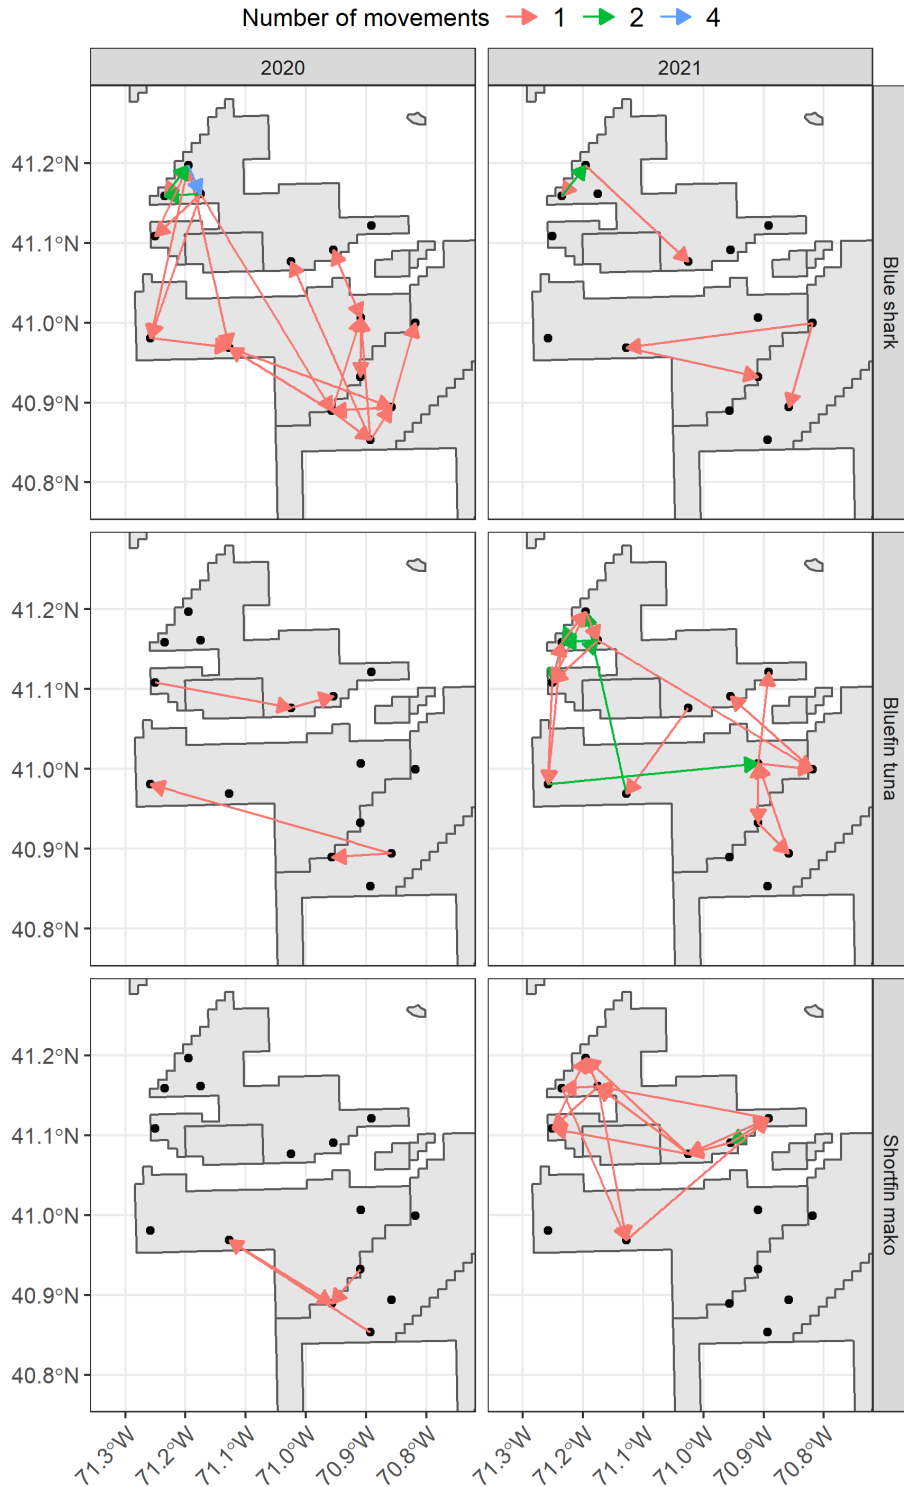 Number of movements 1 2 4
2020 2021
41.2°N
41.1°N
41.0°N
40.9°N
40.8°N
Blue shark
41.2°N
41.1°N
41.0°N
40.9°N
40.8°N
Bluefin tuna
41.2°N
41.1°N
41.0°N
40.9°N
40.8°N
Shortfin mako
71.3°W 71.2°W 71.1°W 71.0°W 70.9°W 70.8°W 71.3°W 71.2°W 71.1°W 71.0°W 70.9°W 70.8°W